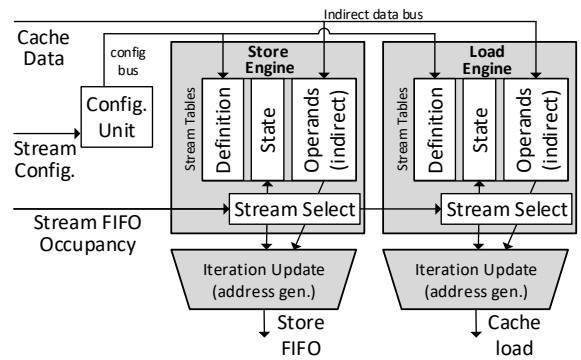 Indirect data bus
Cache
Data
config
bus
Store
Engine
Load
Engine
Config.
Unit
Stream Tables
Definition
State
Operands
(indirect)
Stream Tables
Definition
State
Operands
(indirect)
Stream
Config.
Stream Select
Stream Select
Stream FIFO
Occupancy
Iteration Update
(address gen.)
Iteration Update
(address gen.)
Store
FIFO
Cache
load